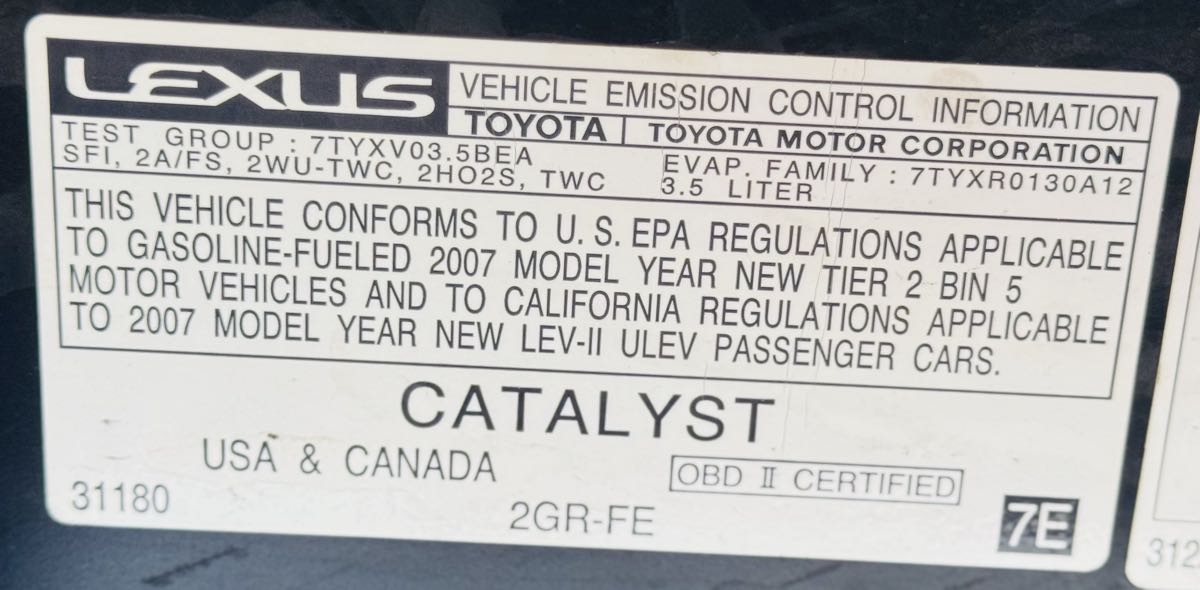 LEXUS
VEHICLE EMISSION CONTROL INFORMATION
TOYOTA | TOYOTA MOTOR CORPORATION
TEST GROUP : 7TYXV03.5BEA
EVAP. FAMILY : 7TYXR0130A12
SFI, 2A/FS, 2WU-TWC, 2HO2S, TWC
3.5 LITER
THIS VEHICLE CONFORMS TO U.S. EPA REGULATIONS APPLICABLE
TO GASOLINE-FUELED 2007 MODEL YEAR NEW TIER 2 BIN 5
MOTOR VEHICLES AND TO CALIFORNIA REGULATIONS APPLICABLE
TO 2007 MODEL YEAR NEW LEV-II ULEV PASSENGER CARS.
CATALYST
USA & CANADA
OBD II CERTIFIED
31180
2GR-FE
7E